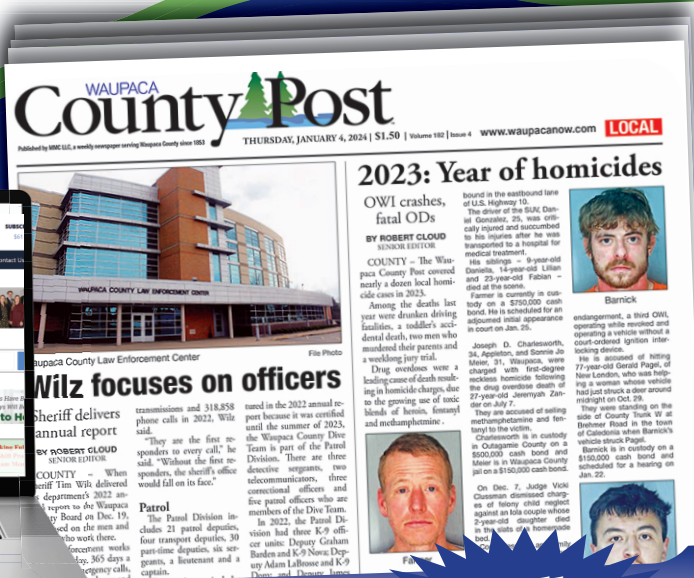 WAUPACA
County Post
Published by MMC LLC, a weekly newspaper serving Waupaca County since 1853
THURSDAY, JANUARY 4, 2024 | $1.50 | Volume 192 | Issue 4 www.waupacanow.com LOCAL
WAUPACA COUNTY LAW ENFORCEMENT CENTER
aupaca County Law Enforcement Center
File Photo
Wilz focuses on officers
Sheriff delivers
annual report
BY ROBERT CLOUD
SENIOR EDITOR
COUNTY – When
Sheriff Tim Wilz delivered
department's 2022 an-
report to the Waupaca
Board on Dec. 19,
on the men and
who work there.
enforcement works
day, 365 days a
emergency calls,
transmissions and 318,858
phone calls in 2022, Wilz
said.
"They are the first re-
sponders to every call," he
said. "Without the first re-
sponders, the sheriff's office
would fall on its face."
Patrol
The Patrol Division in-
cludes 21 patrol deputies,
four transport deputies, 30
part-time deputies, six ser-
geants, a lieutenant and a
captain.
tured in the 2022 annual re-
port because it was certified
until the summer of 2023,
the Waupaca County Dive
Team is part of the Patrol
Division. There are three
detective sergeants, two
telecommunicators, three
correctional officers and
five patrol officers who are
members of the Dive Team.
In 2022, the Patrol Di-
vision had three K-9 offi-
cer units: Deputy Graham
Barden and K-9 Nova; Dep-
uty Adam LaBrosse and K-9
and Deputy James
2023: Year of homicides
OWI crashes,
fatal ODs
BY ROBERT CLOUD
SENIOR EDITOR
COUNTY – The Wau-
paca County Post covered
nearly a dozen local homi-
cide cases in 2023.
Among the deaths last
year were drunken driving
fatalities, a toddler's acci-
dental death, two men who
murdered their parents and
a weeklong jury trial.
Drug overdoses were a
leading cause of death result-
ing in homicide charges, due
to the growing use of toxic
blends of heroin, fentanyl
and methamphetine .
Farmer
bound in the eastbound lane
of U.S. Highway 10.
The driver of the SUV, Dan-
iel Gonzalez, 25, was criti-
cally injured and succumbed
to his injuries after he was
transported to a hospital for
medical treatment.
His siblings – 9-year-old
Daniella, 14-year-old Lillian
and 23-year-old Fabian –
died at the scene.
Farmer is currently in cus-
tody on a $750,000 cash
bond. He is scheduled for an
adjourned initial appearance
in court on Jan. 25.
Joseph D. Charlesworth,
34, Appleton, and Sonnie Jo
Meier, 31, Waupaca, were
charged with first-degree
reckless homicide following
the drug overdose death of
27-year-old Jeremyah Zan-
der on July 7.
They are accused of selling
methamphetine and fen-
tanyl to the victim.
Charlesworth is in custody
in Outagamie County on a
$500,000 cash bond and
Meier is in Waupaca County
jail on a $150,000 cash bond.
On Dec. 7, Judge Vicki
Clussman dismissed charg-
es of felony child neglect
against an Iola couple whose
2-year-old daughter died
in the slats of a homemade
bed.
Barnick
endangerment, a third OWI,
operating while revoked and
operating a vehicle without a
court-ordered ignition inter-
locking device.
He is accused of hitting
77-year-old Gerald Pagel, of
New London, who was help-
ing a woman whose vehicle
had just struck a deer around
midnight on Oct. 29.
They were standing on the
side of County Trunk W at
Brehmer Road in the town
of Caledonia when Barnick's
vehicle struck Pagel.
Barnick is in custody on a
$150,000 cash bond and
scheduled for a hearing on
Jan. 22.